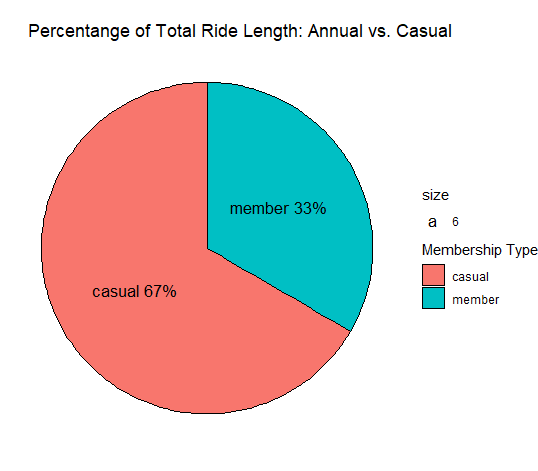 Percentange of Total Ride Length: Annual vs. Casual
member 33%
casual 67%
size
a 6
Membership Type
casual
member